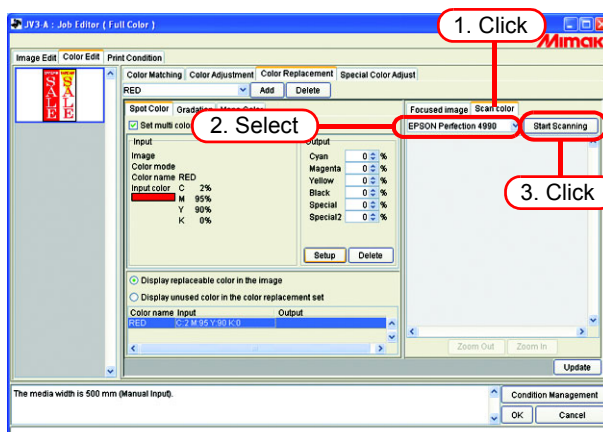 JV3-A : Job Editor ( Full Color )
1. Click
Mimaki
Image Edit Color Edit Print Condition
Color Matching Color Adjustment Color Replacement Special Color Adjust
SALE SALE
RED Add Delete
Spot Color Gradation
Focused image Scan color
Set multi
2. Select
EPSON Perfection 4990 Start Scanning
3. Click
Input
Image
Color mode
Color name RED
Input color C 2%
M 95%
Y 90%
K 0%
Output
Cyan 0 %
Magenta 0 %
Yellow 0 %
Black 0 %
Special 0 %
Special2 0 %
Setup Delete
Display replaceable color in the image
Display unused color in the color replacement set
Color name Input Output
RED C:2 M:95 Y:90 K:0
Zoom Out Zoom In
Update
The media width is 500 mm (Manual Input).
Condition Management
OK Cancel